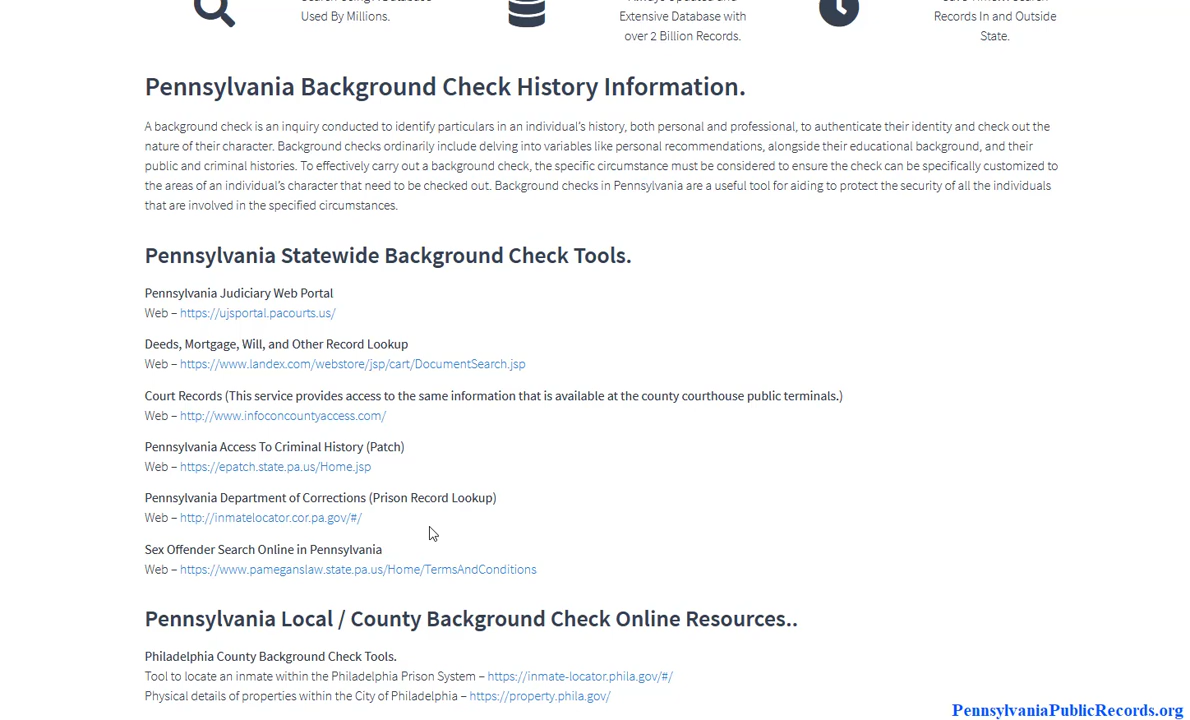 Used By Millions.
Extensive Database with
over 2 Billion Records.
Records In and Outside
State.
Pennsylvania Background Check History Information.
A background check is an inquiry conducted to identify particulars in an individual's history, both personal and professional, to authenticate their identity and check out the
nature of their character. Background checks ordinarily include delving into variables like personal recommendations, alongside their educational background, and their
public and criminal histories. To effectively carry out a background check, the specific circumstance must be considered to ensure the check can be specifically customized to
the areas of an individual's character that need to be checked out. Background checks in Pennsylvania are a useful tool for aiding to protect the security of all the individuals
that are involved in the specified circumstances.
Pennsylvania Statewide Background Check Tools.
Pennsylvania Judiciary Web Portal
Web – https://ujsportal.pacourts.us/
Deeds, Mortgage, Will, and Other Record Lookup
Web – https://www.landex.com/webstore/jsp/cart/DocumentSearch.jsp
Court Records (This service provides access to the same information that is available at the county courthouse public terminals.)
Web – http://www.infoconcountyaccess.com/
Pennsylvania Access To Criminal History (Patch)
Web – https://epatch.state.pa.us/Home.jsp
Pennsylvania Department of Corrections (Prison Record Lookup)
Web – http://inmatelocator.cor.pa.gov/#/
Sex Offender Search Online in Pennsylvania
Web – https://www.pameganslaw.state.pa.us/Home/TermsAndConditions
Pennsylvania Local / County Background Check Online Resources..
Philadelphia County Background Check Tools.
Tool to locate an inmate within the Philadelphia Prison System – https://inmate-locator.phila.gov/#/
Physical details of properties within the City of Philadelphia – https://property.phila.gov/
PennsylvaniaPublicRecords.org